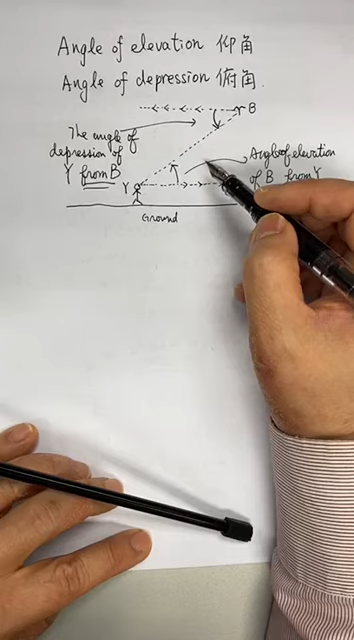 Angle of elevation 仰角
Angle of depression 俯角.
B
The angle of
depression of
Y from B
Angle of elevation
of B from Y
Y
Ground